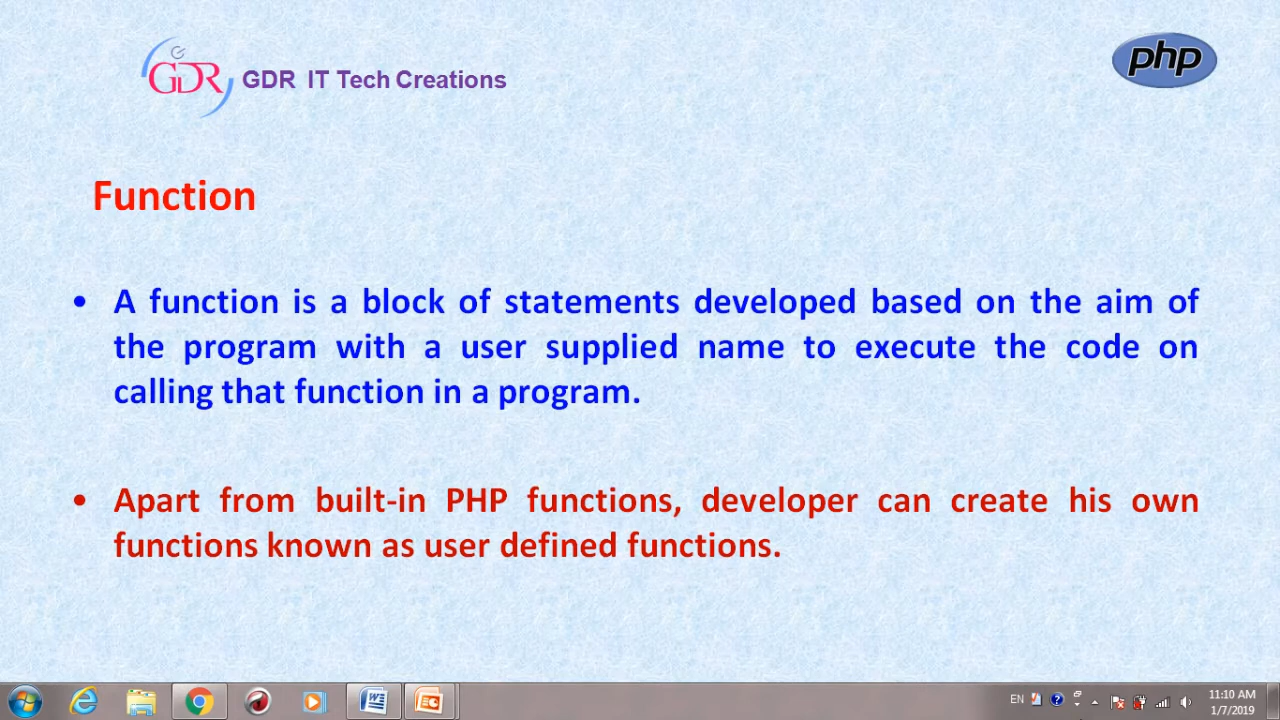 GDR
GDR IT Tech Creations
php
Function
• A function is a block of statements developed based on the aim of
the program with a user supplied name to execute the code on
calling that function in a program.
• Apart from built-in PHP functions, developer can create his own
functions known as user defined functions.
EN
11:10 AM
1/7/2019